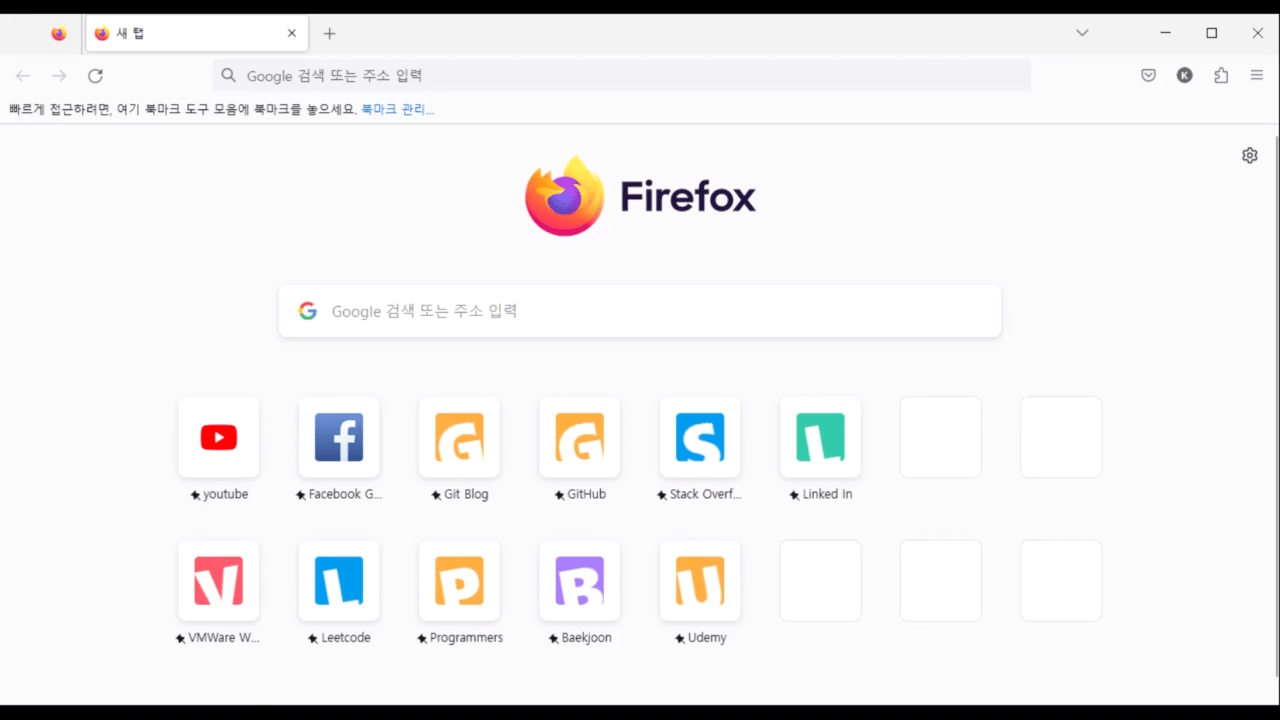 새 탭
Google 검색 또는 주소 입력
K
빠르게 접근하려면, 여기 북마크 도구 모음에 북마크를 놓으세요. 북마크 관리...
Firefox
Google 검색 또는 주소 입력
G G S L
youtube Facebook G... Git Blog GitHub Stack Overf... Linked In
V L P B U
VMWare W... Leetcode Programmers Baekjoon Udemy